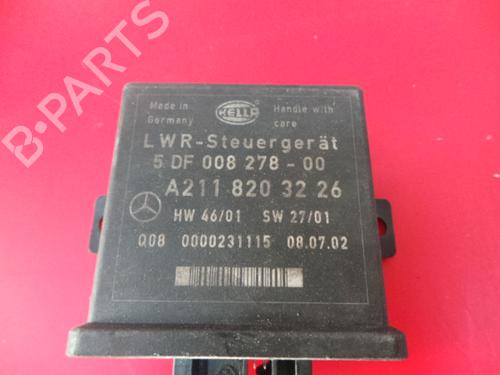 B-PARTS
Made in Germany
HELLA
Handle with care
LWR-Steuergerät
5 DF 008 278 - 00
A211 820 32 26
HW 46/01 SW 27/01
Q08 0000231115 08.07.02